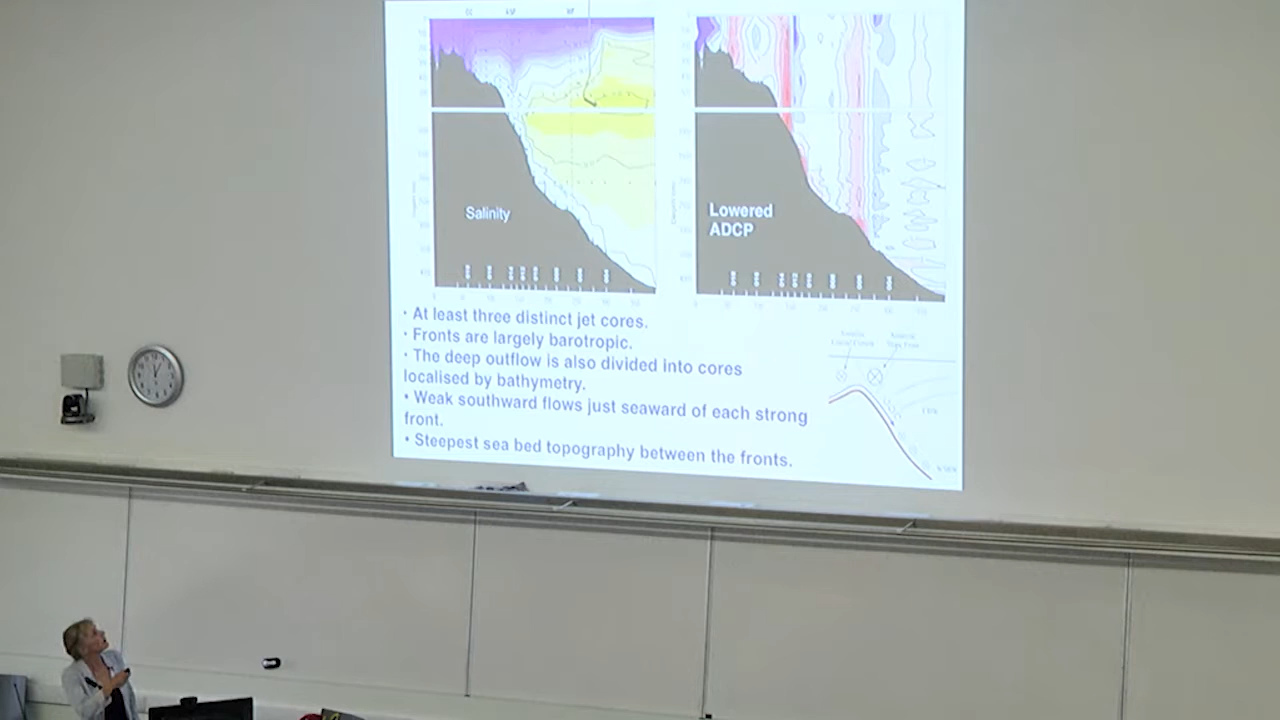 Salinity
Lowered
ADCP
• At least three distinct jet cores.
• Fronts are largely barotropic.
• The deep outflow is also divided into cores
localised by bathymetry.
• Weak southward flows just seaward of each strong
front.
• Steepest sea bed topography between the fronts.